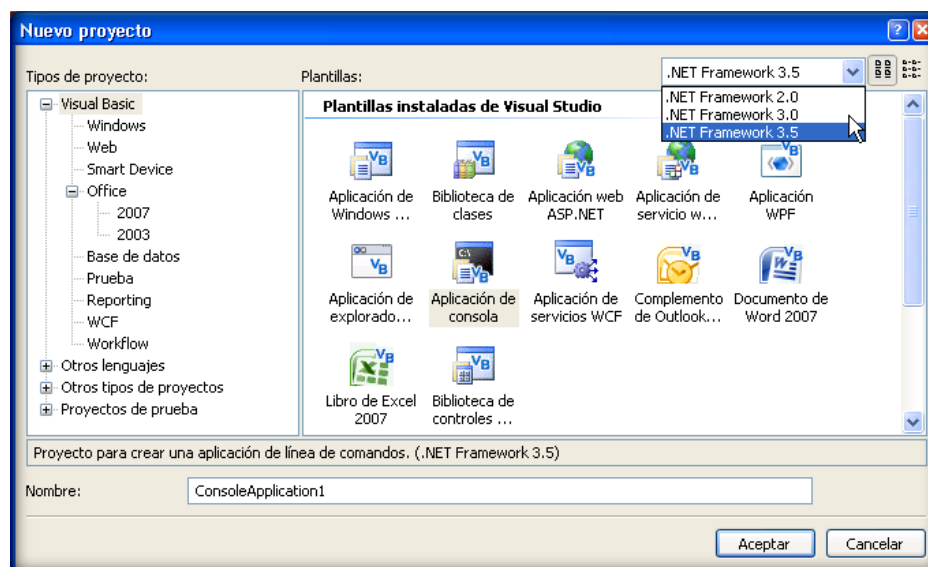 Nuevo proyecto
Tipos de proyecto:
Plantillas:
.NET Framework 3.5
.NET Framework 2.0
.NET Framework 3.0
.NET Framework 3.5
Visual Basic
Windows
Web
Smart Device
Office
2007
2003
Base de datos
Prueba
Reporting
WCF
Workflow
Otros lenguajes
Otros tipos de proyectos
Proyectos de prueba
Plantillas instaladas de Visual Studio
Aplicación de
Windows ...
Biblioteca de
clases
Aplicación web
ASP.NET
Aplicación de
servicio w...
Aplicación
WPF
Aplicación de
explorado...
Aplicación de
consola
Aplicación de
servicios WCF
Complemento
de Outlook...
Documento de
Word 2007
Libro de Excel
2007
Biblioteca de
controles ...
Proyecto para crear una aplicación de línea de comandos. (.NET Framework 3.5)
Nombre:
ConsoleApplication1
Aceptar
Cancelar